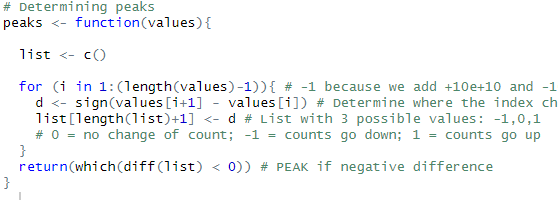 # Determining peaks
peaks <- function(values){
list <- c()
for (i in 1:(length(values)-1)){ # -1 because we add +10e+10 and -1
d <- sign(values[i+1] - values[i]) # Determine where the index ch
list[length(list)+1] <- d # List with 3 possible values: -1,0,1
# 0 = no change of count; -1 = counts go down; 1 = counts go up
}
return(which(diff(list) < 0)) # PEAK if negative difference
}